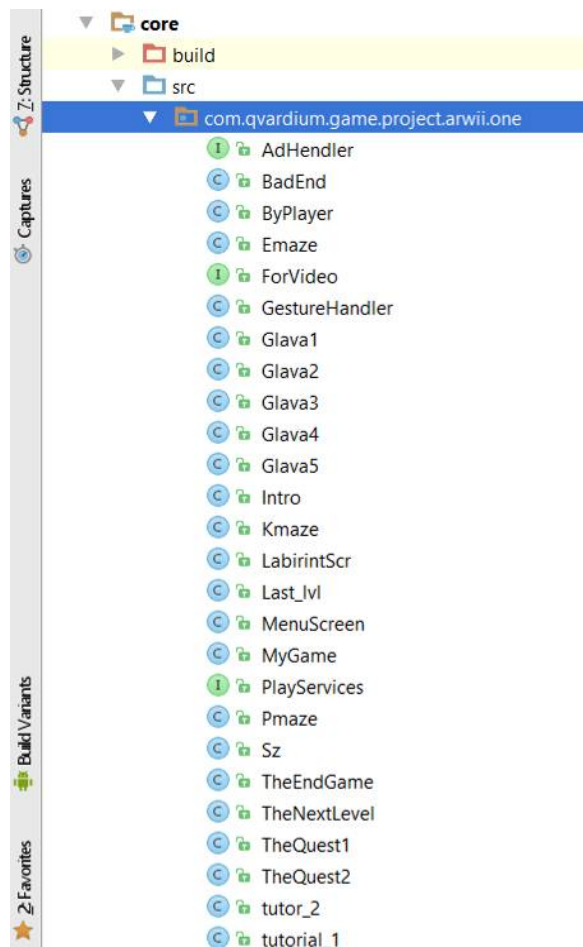 core
build
src
com.qvardium.game.project.arwii.one
I AdHendler
C BadEnd
C ByPlayer
C Emaze
I ForVideo
C GestureHandler
C Glava1
C Glava2
C Glava3
C Glava4
C Glava5
C Intro
C Kmaze
C LabirintScr
C Last_lvl
C MenuScreen
C MyGame
I PlayServices
C Pmaze
C Sz
C TheEndGame
C TheNextLevel
C TheQuest1
C TheQuest2
C tutor_2
C tutorial_1
7: Structure
Captures
Build Variants
2: Favorites